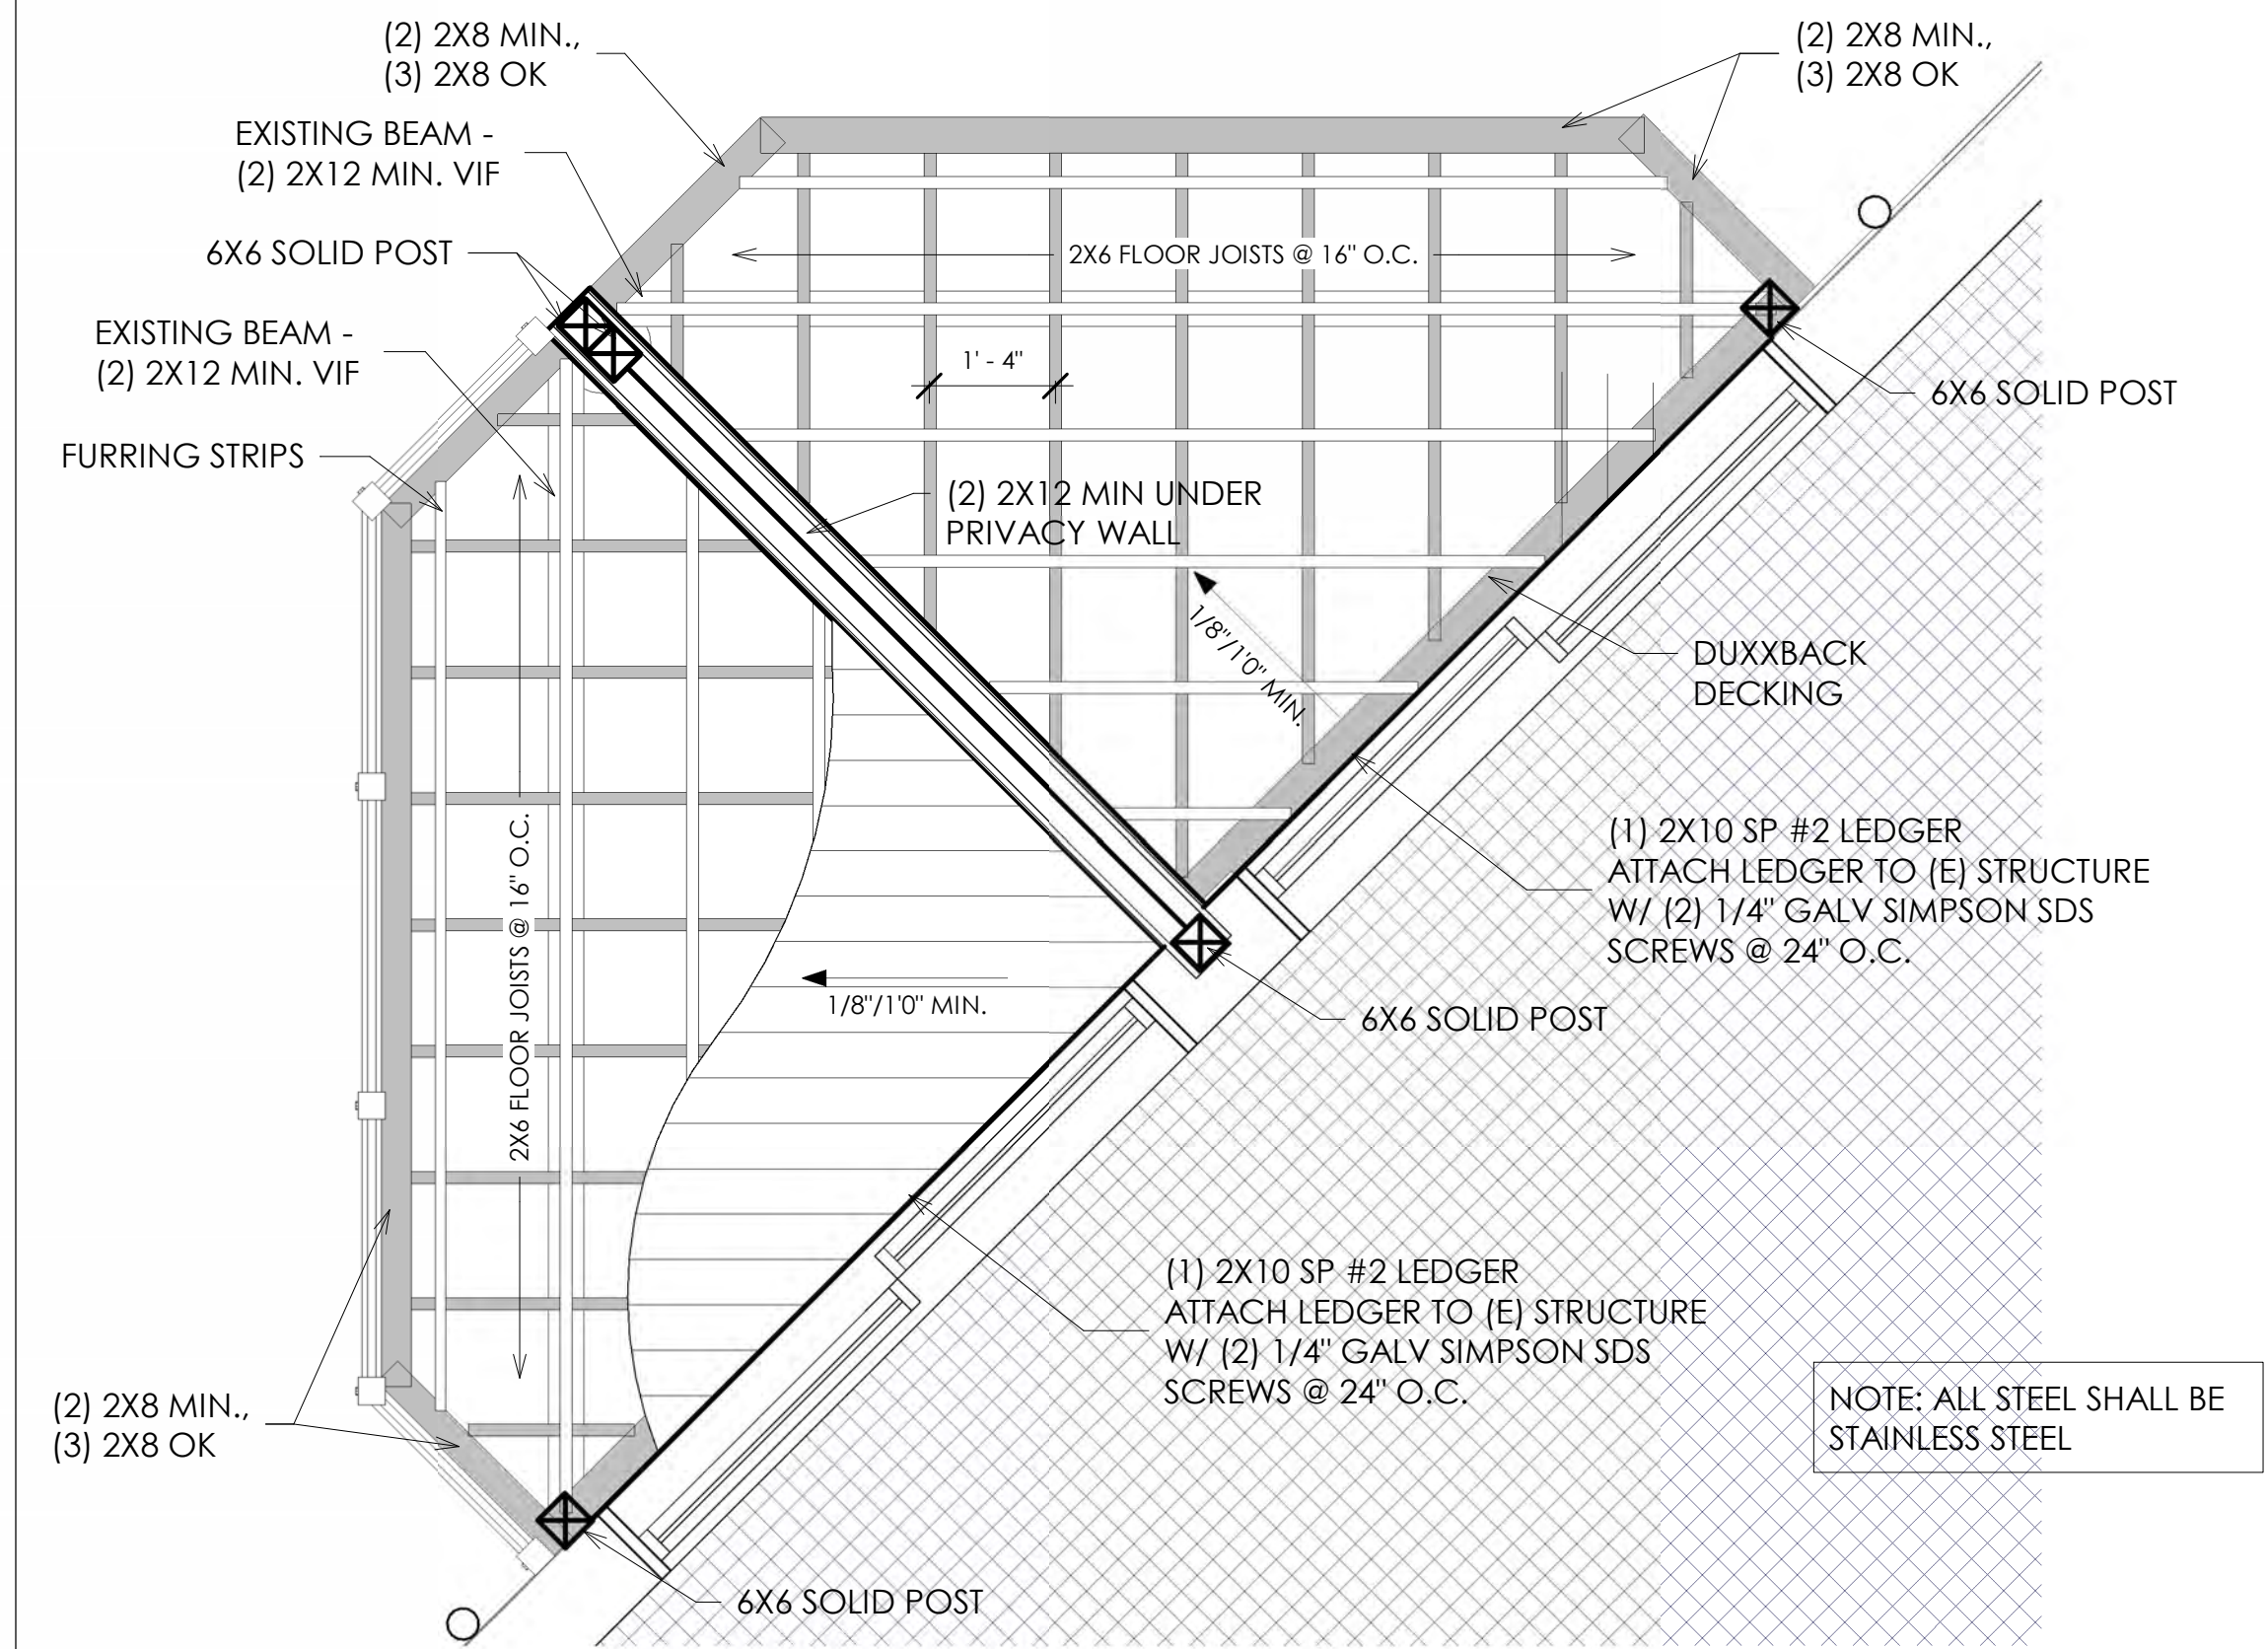 (2) 2X8 MIN.,
(3) 2X8 OK
(2) 2X8 MIN.,
(3) 2X8 OK
EXISTING BEAM -
(2) 2X12 MIN. VIF
6X6 SOLID POST
2X6 FLOOR JOISTS @ 16" O.C.
EXISTING BEAM -
(2) 2X12 MIN. VIF
1' - 4"
6X6 SOLID POST
FURRING STRIPS
(2) 2X12 MIN UNDER
PRIVACY WALL
1/8"/1'0" MIN.
DUXXBACK
DECKING
(1) 2X10 SP #2 LEDGER
ATTACH LEDGER TO (E) STRUCTURE
W/ (2) 1/4" GALV SIMPSON SDS
SCREWS @ 24" O.C.
2X6 FLOOR JOISTS @ 16" O.C.
1/8"/1'0" MIN.
6X6 SOLID POST
(1) 2X10 SP #2 LEDGER
ATTACH LEDGER TO (E) STRUCTURE
W/ (2) 1/4" GALV SIMPSON SDS
SCREWS @ 24" O.C.
NOTE: ALL STEEL SHALL BE
STAINLESS STEEL
(2) 2X8 MIN.,
(3) 2X8 OK
6X6 SOLID POST